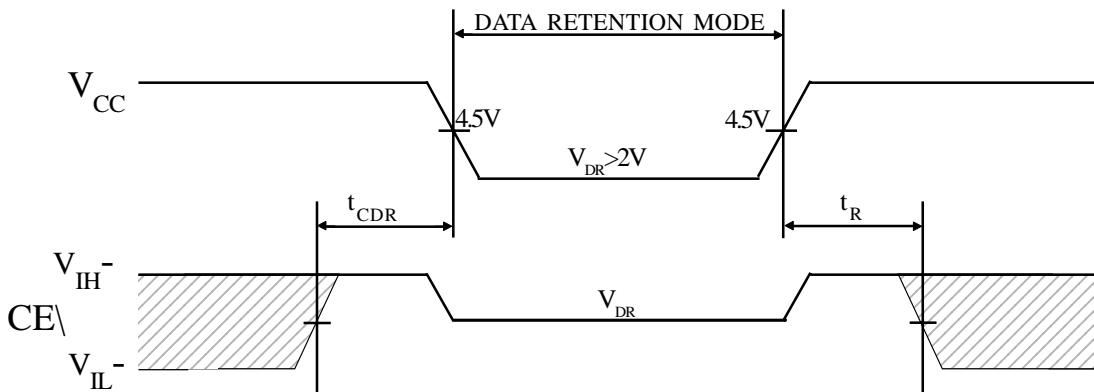 DATA RETENTION MODE
VCC
4.5V 4.5V
VDR>2V
tCDR tR
VIH-
CE\ VDR
VIL-